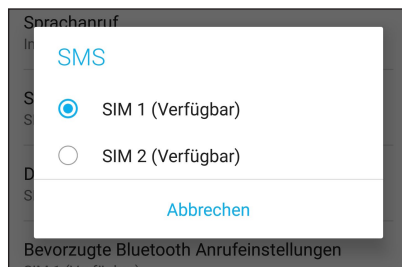 Sprachanruf
SMS
SIM 1 (Verfügbar)
SIM 2 (Verfügbar)
Abbrechen
Bevorzugte Bluetooth Anrufeinstellungen